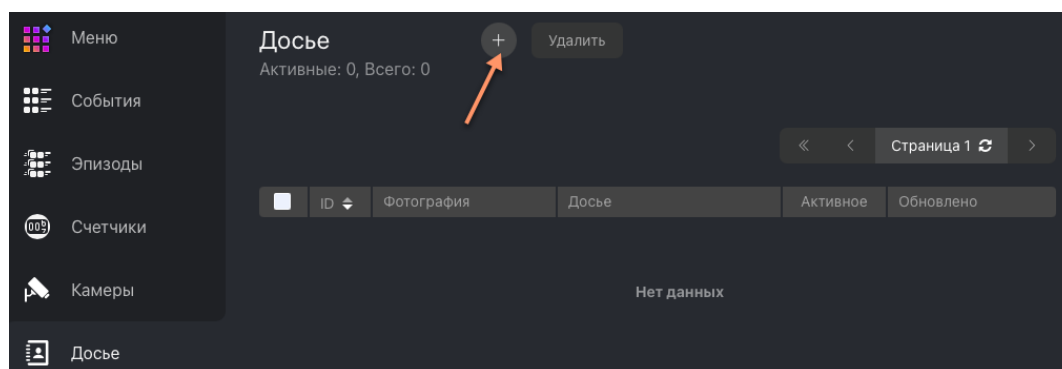 Меню
События
Эпизоды
Счетчики
Камеры
Досье
Досье
+
Удалить
Активные: 0, Всего: 0
« < Страница 1 >
ID Фотография Досье Активное Обновлено
Нет данных